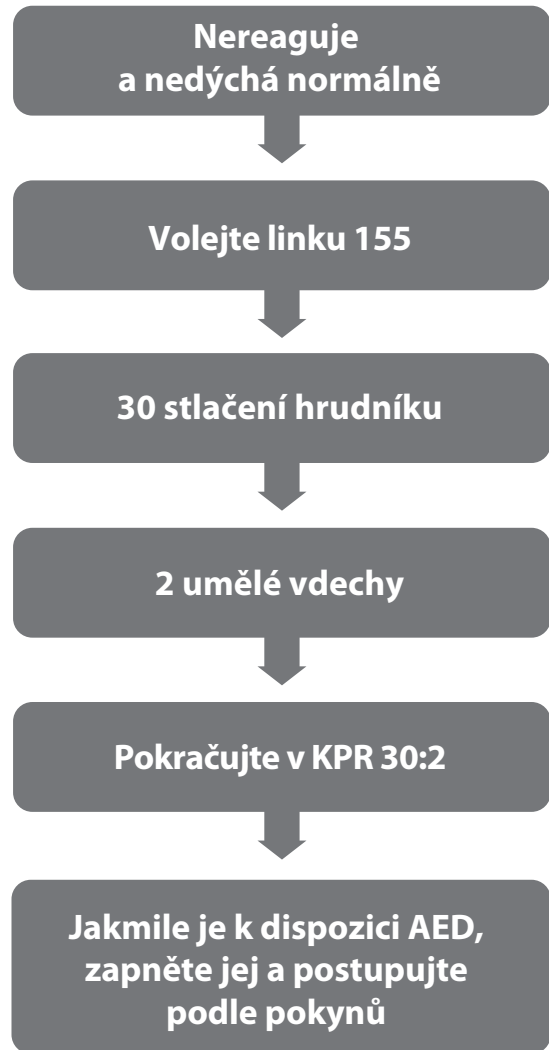 Nereaguje
a nedýchá normálně
Volejte linku 155
30 stlačení hrudníku
2 umělé vdechy
Pokračujte v KPR 30:2
Jakmile je k dispozici AED,
zapněte jej a postupujte
podle pokynů